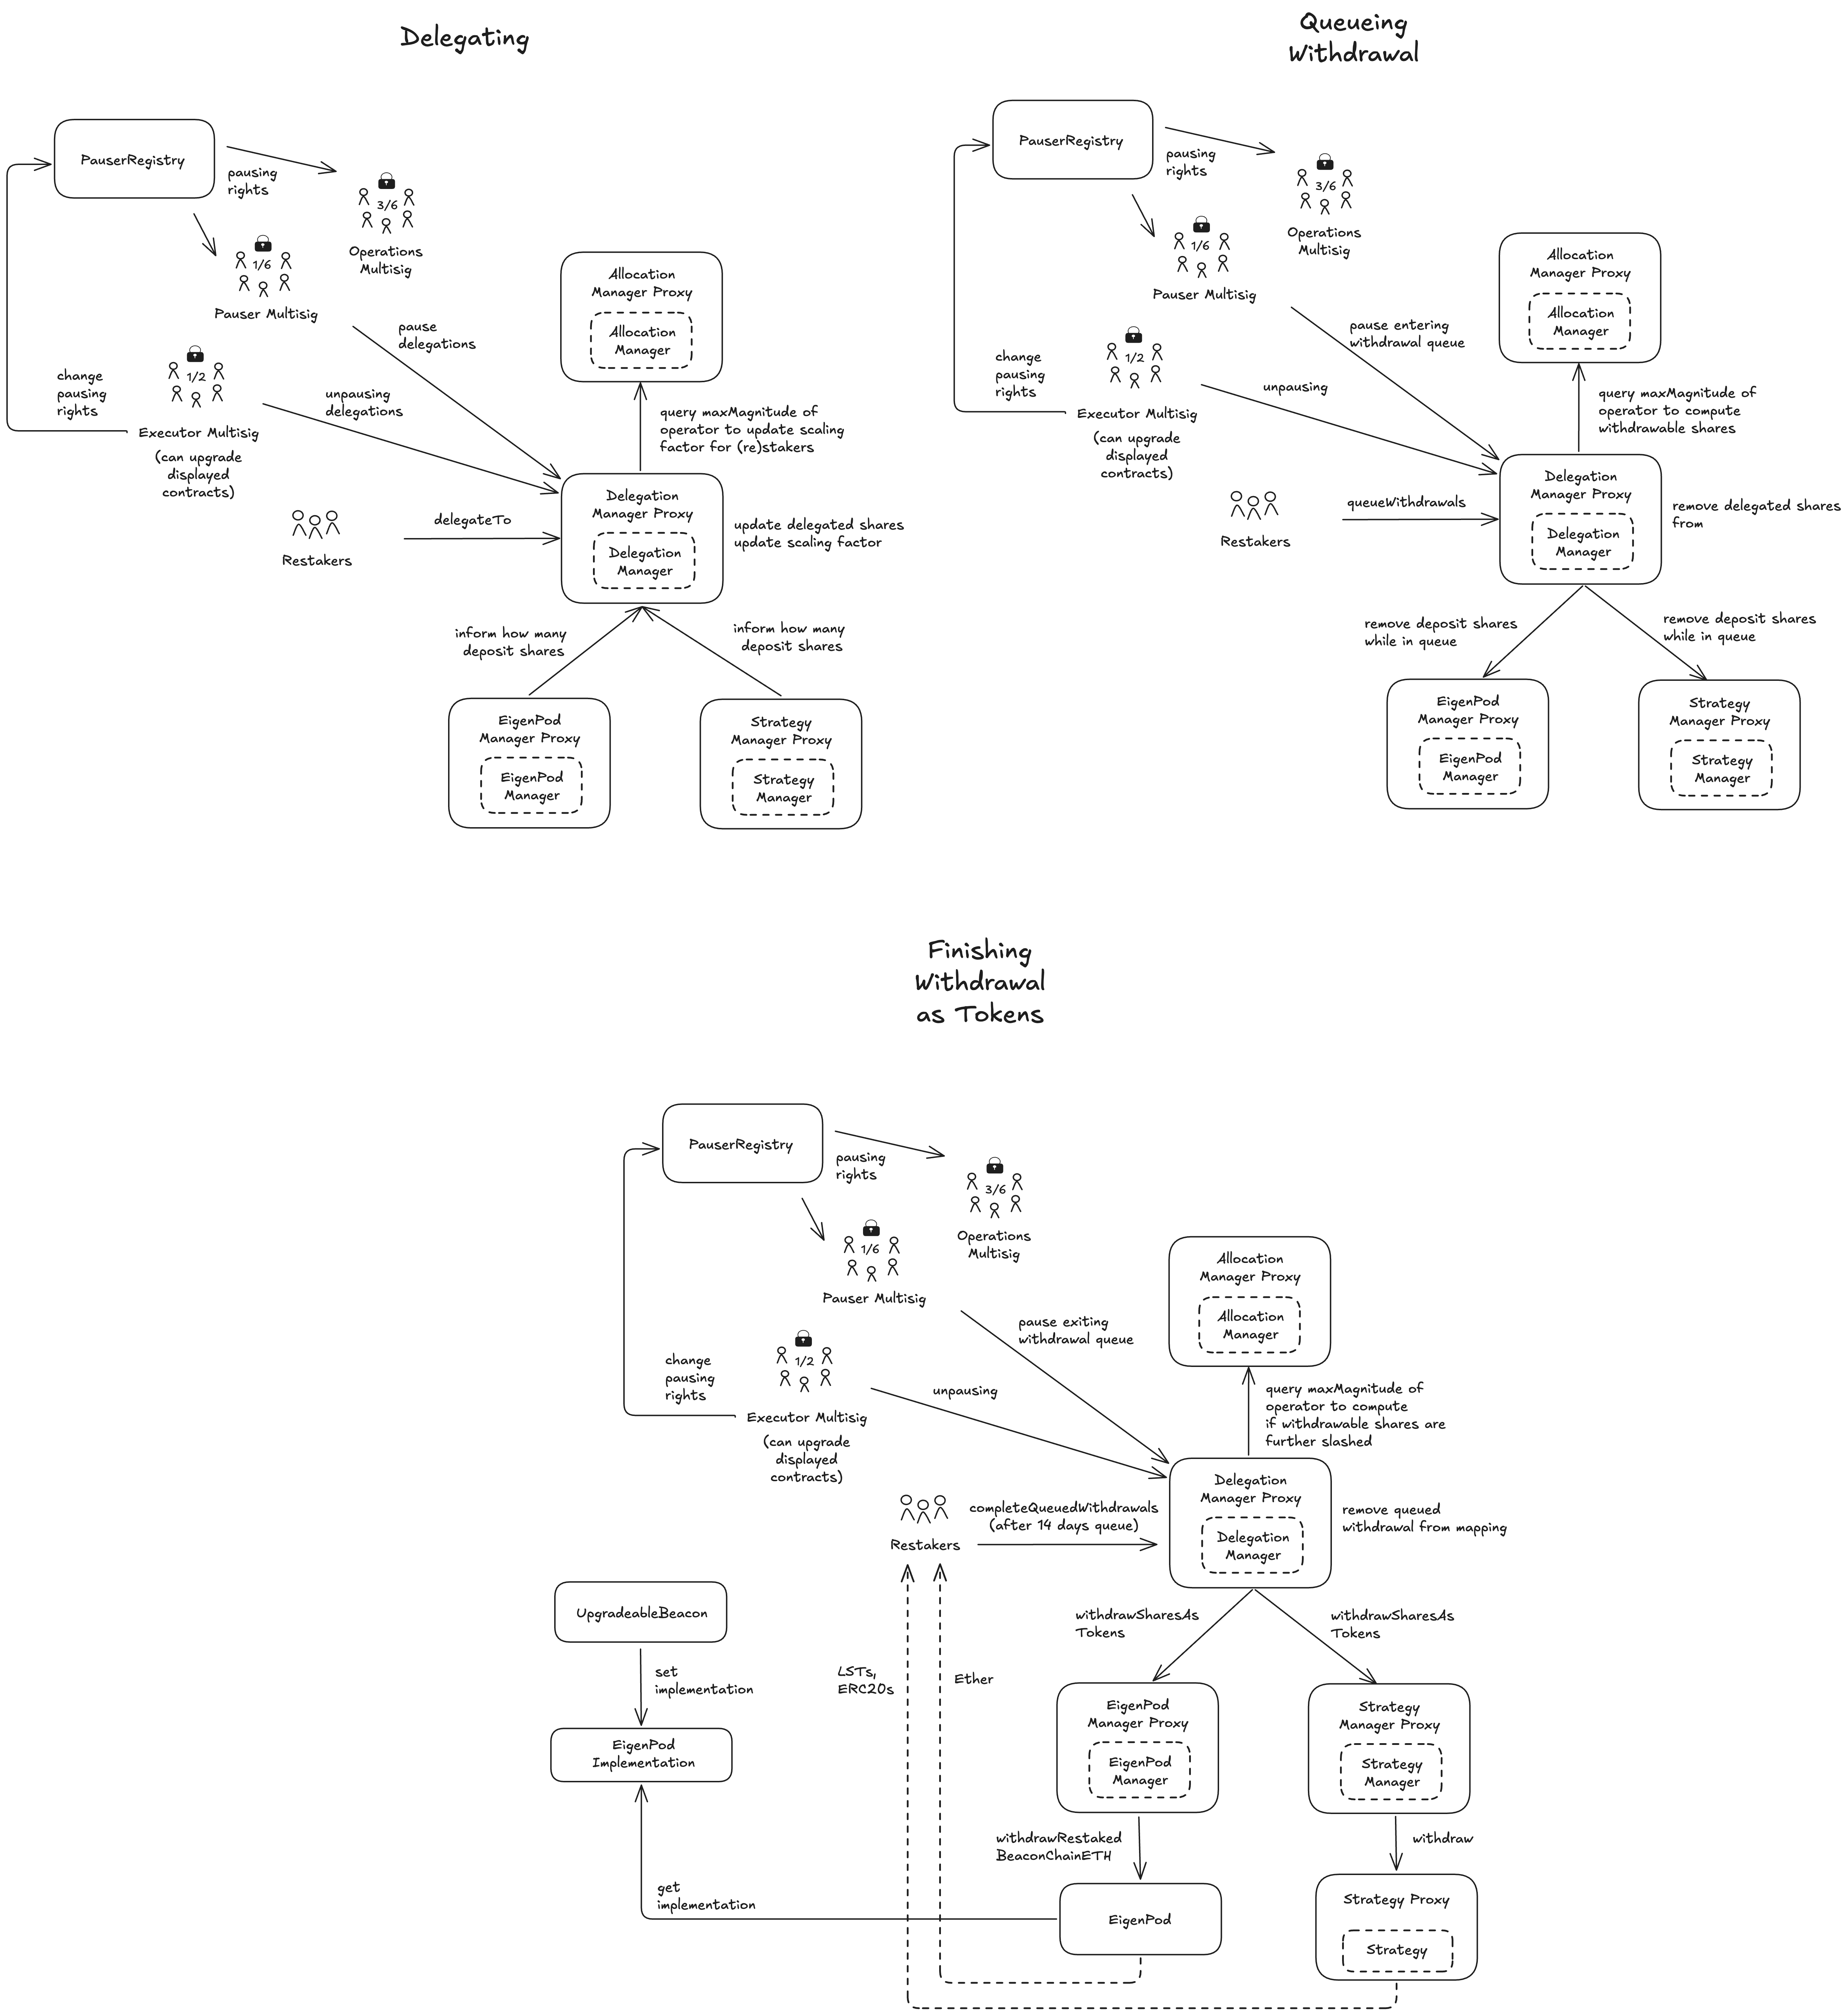 Delegating
PauserRegistry
pausing
rights
3/6
Operations
Multisig
1/6
Pauser Multisig
pause
delegations
Allocation
Manager Proxy
Allocation
Manager
change
pausing
rights
1/2
Executor Multisig
(can upgrade
displayed
contracts)
unpausing
delegations
query maxMagnitude of
operator to update scaling
factor for (re)stakers
Restakers
delegateTo
Delegation
Manager Proxy
Delegation
Manager
update delegated shares
update scaling factor
inform how many
deposit shares
inform how many
deposit shares
EigenPod
Manager Proxy
EigenPod
Manager
Strategy
Manager Proxy
Strategy
Manager
Queueing
Withdrawal
PauserRegistry
pausing
rights
3/6
Operations
Multisig
1/6
Pauser Multisig
pause entering
withdrawal queue
Allocation
Manager Proxy
Allocation
Manager
change
pausing
rights
1/2
Executor Multisig
(can upgrade
displayed
contracts)
unpausing
query maxMagnitude of
operator to compute
withdrawable shares
Restakers
queueWithdrawals
Delegation
Manager Proxy
Delegation
Manager
remove delegated shares
from
remove deposit shares
while in queue
remove deposit shares
while in queue
EigenPod
Manager Proxy
EigenPod
Manager
Strategy
Manager Proxy
Strategy
Manager
Finishing
Withdrawal
as Tokens
PauserRegistry
pausing
rights
3/6
Operations
Multisig
1/6
Pauser Multisig
pause exiting
withdrawal queue
Allocation
Manager Proxy
Allocation
Manager
change
pausing
rights
1/2
Executor Multisig
(can upgrade
displayed
contracts)
unpausing
query maxMagnitude of
operator to compute
if withdrawable shares are
further slashed
Restakers
completeQueuedWithdrawals
(after 14 days queue)
Delegation
Manager Proxy
Delegation
Manager
remove queued
withdrawal from mapping
UpgradeableBeacon
set
implementation
EigenPod
Implementation
get
implementation
LSTs,
ERC20s
Ether
withdrawSharesAs
Tokens
withdrawSharesAs
Tokens
EigenPod
Manager Proxy
EigenPod
Manager
Strategy
Manager Proxy
Strategy
Manager
withdrawRestaked
BeaconChainETH
withdraw
EigenPod
Strategy Proxy
Strategy